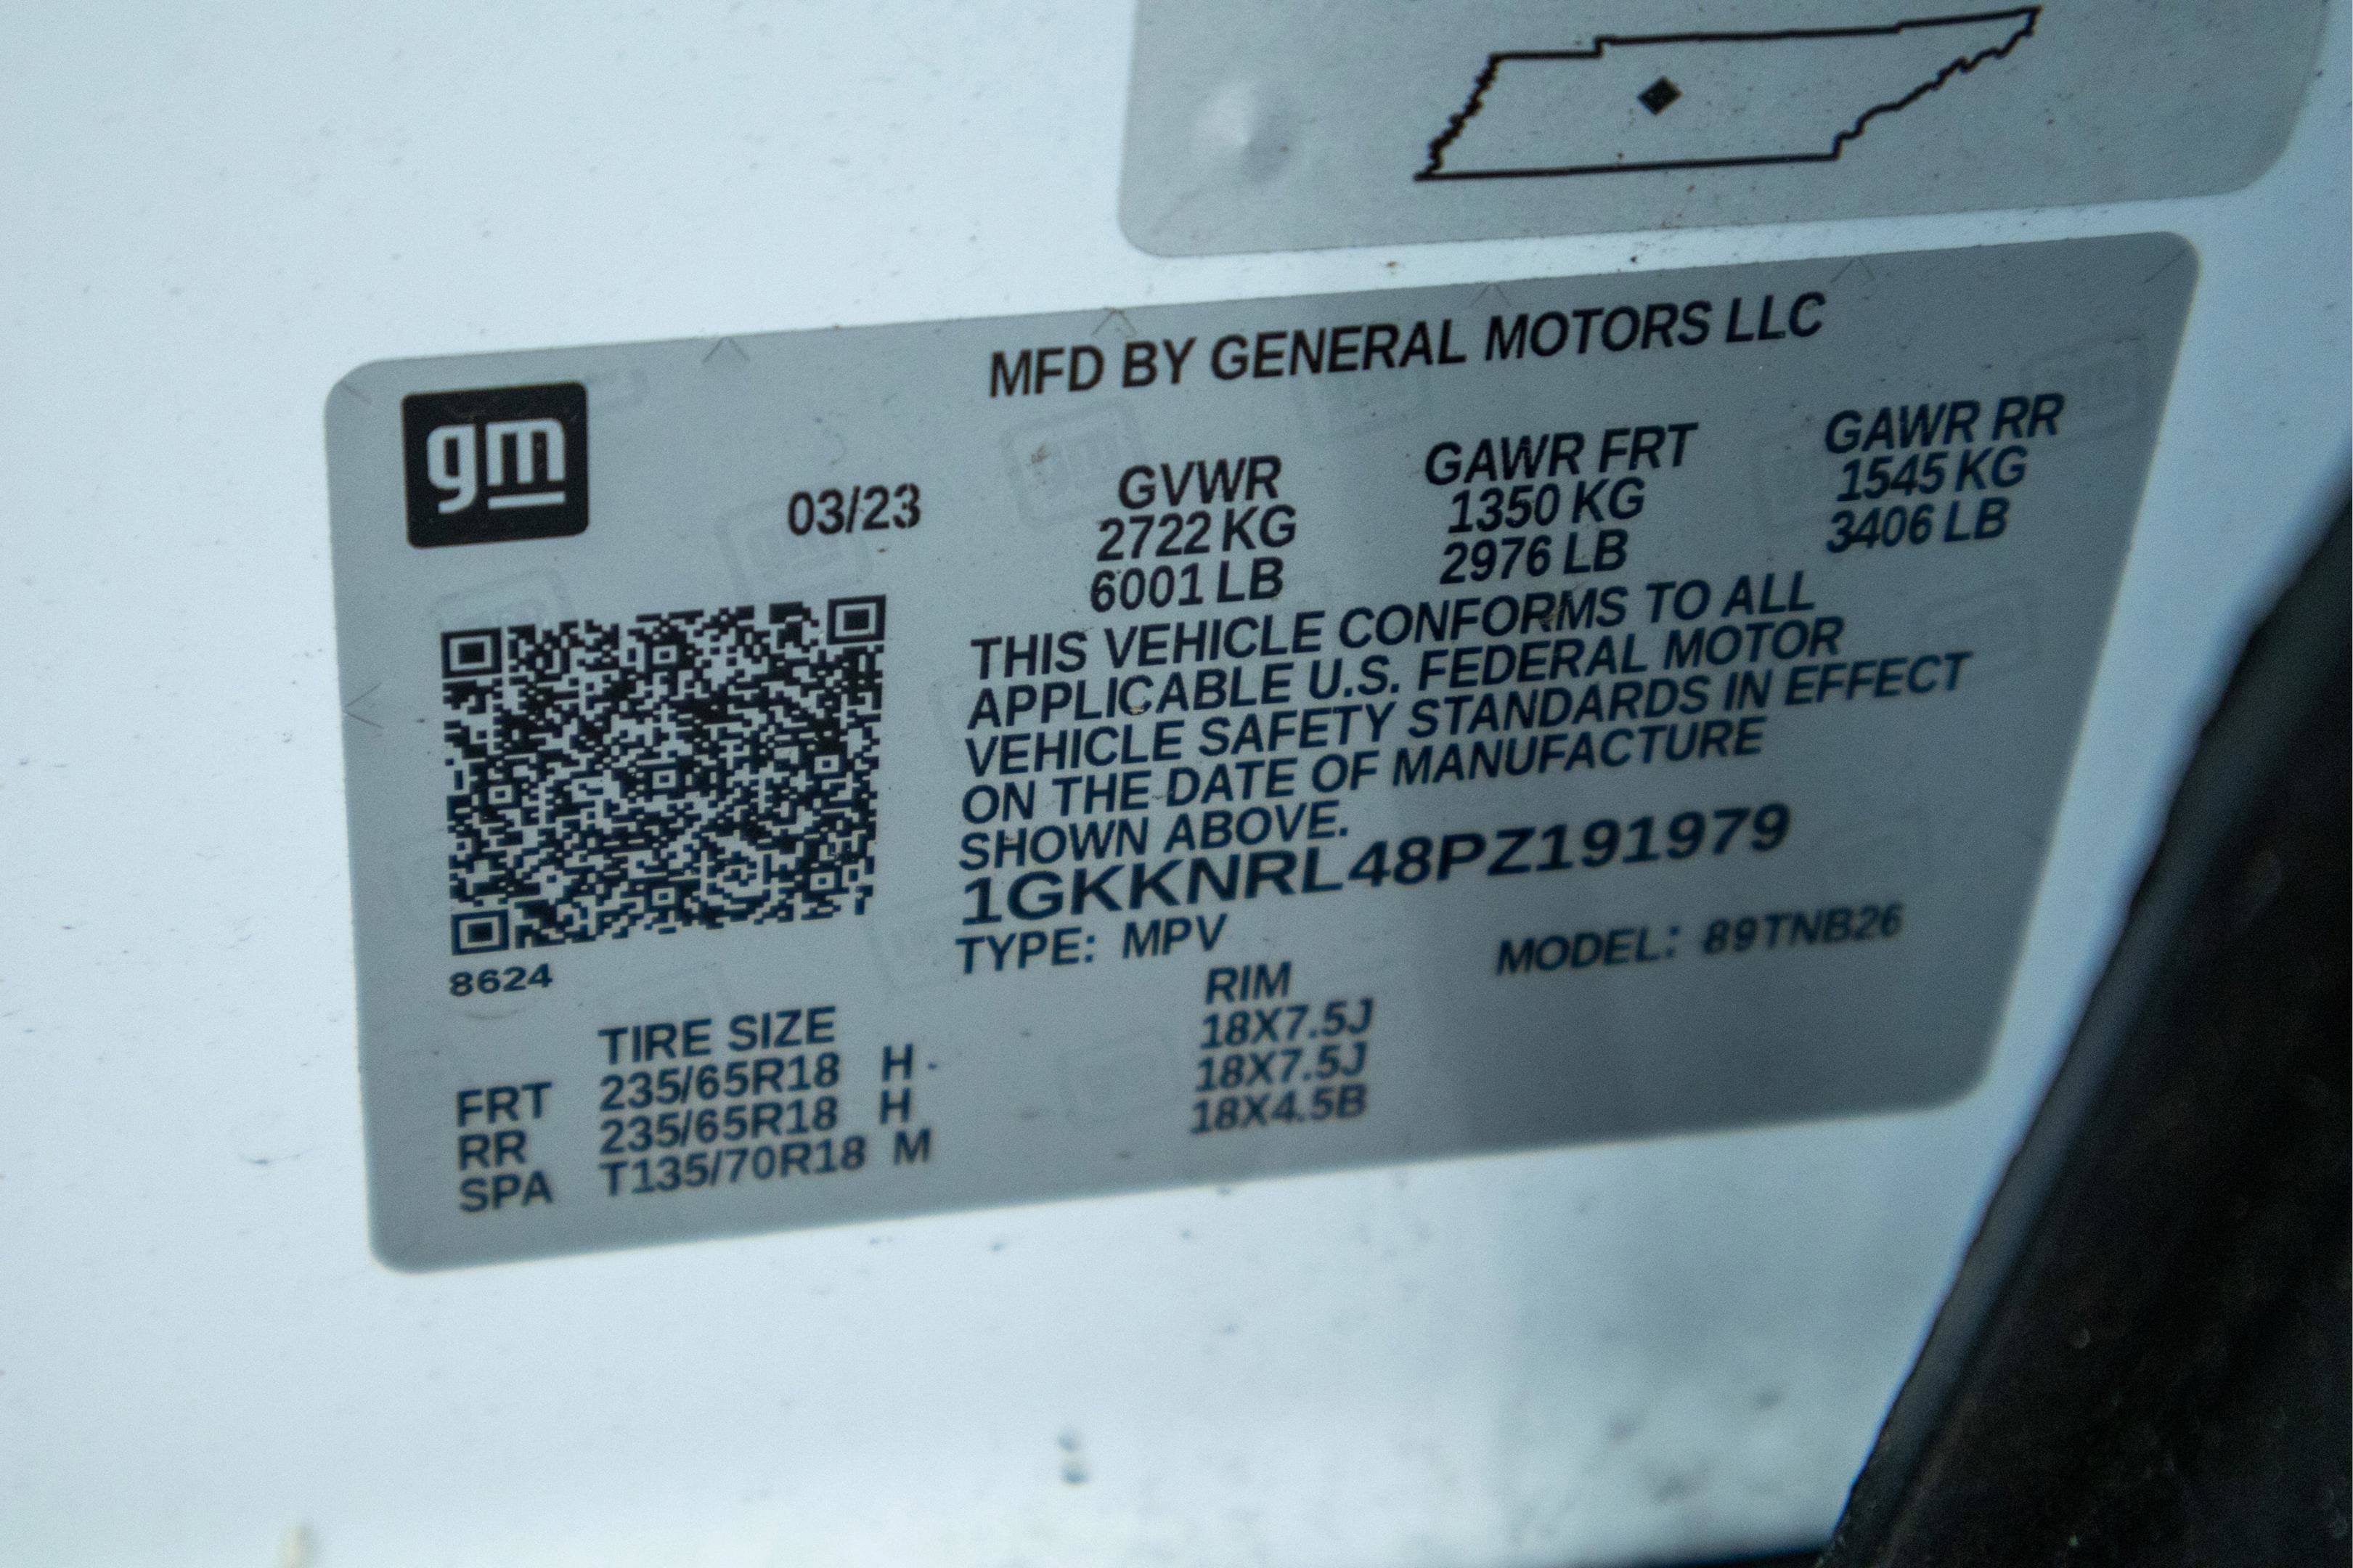 gm
MFD BY GENERAL MOTORS LLC
03/23
GVWR
2722 KG
6001 LB
GAWR FRT
1350 KG
2976 LB
GAWR RR
1545 KG
3406 LB
THIS VEHICLE CONFORMS TO ALL
APPLICABLE U.S. FEDERAL MOTOR
VEHICLE SAFETY STANDARDS IN EFFECT
ON THE DATE OF MANUFACTURE
SHOWN ABOVE.
1GKKNRL48PZ191979
TYPE: MPV MODEL: 89TNB26
8624
TIRE SIZE RIM
FRT 235/65R18 H 18X7.5J
RR 235/65R18 H 18X7.5J
SPA T135/70R18 M 18X4.5B